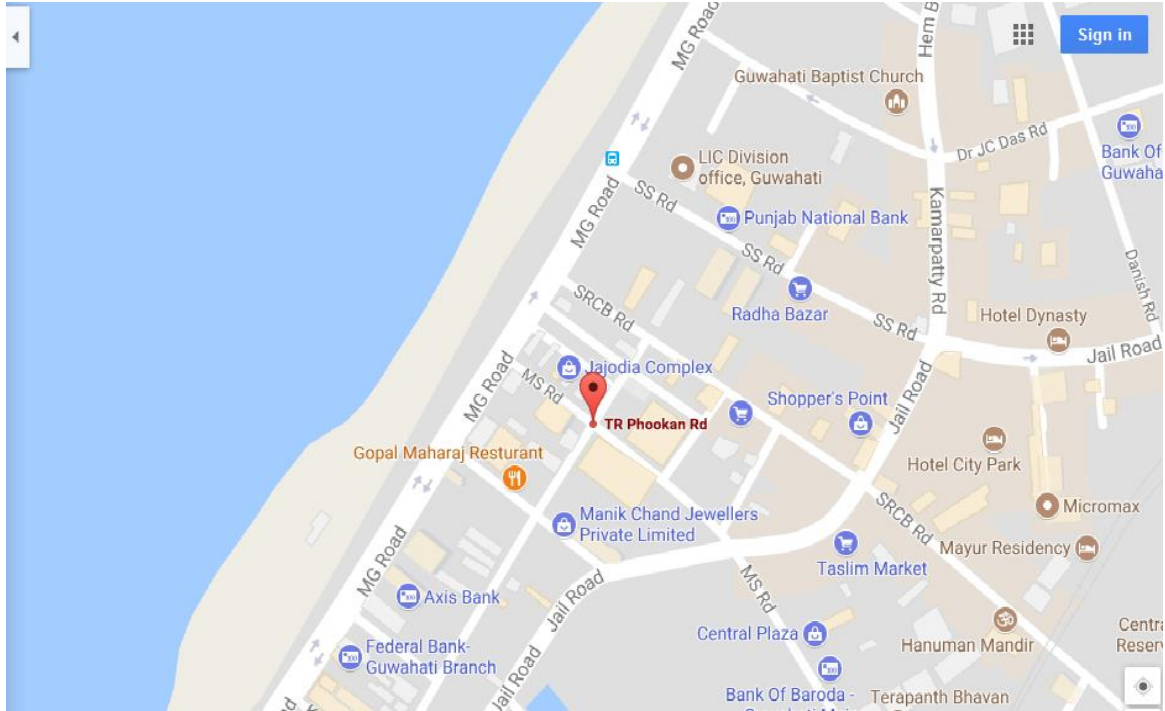 Sign in
MG Road
Hem B
Guwahati Baptist Church
Dr JC Das Rd
Bank Of
Guwaha
LIC Division
office, Guwahati
SS Rd
MG Road
Punjab National Bank
Kamarpatty Rd
SS Rd
Danish Rd
SRCB Rd
Radha Bazar
SS Rd
Hotel Dynasty
Jail Road
Jajodia Complex
MS Rd
MG Road
Shopper's Point
Jail Road
TR Phookan Rd
Gopal Maharaj Resturant
Hotel City Park
Manik Chand Jewellers
Private Limited
SRCB Rd
Micromax
Mayur Residency
MG Road
Taslim Market
Jail Road
MS Rd
Axis Bank
Central Plaza
Hanuman Mandir
Centra
Reserv
Federal Bank-
Guwahati Branch
Jail Road
Bank Of Baroda -
Terapanth Bhavan